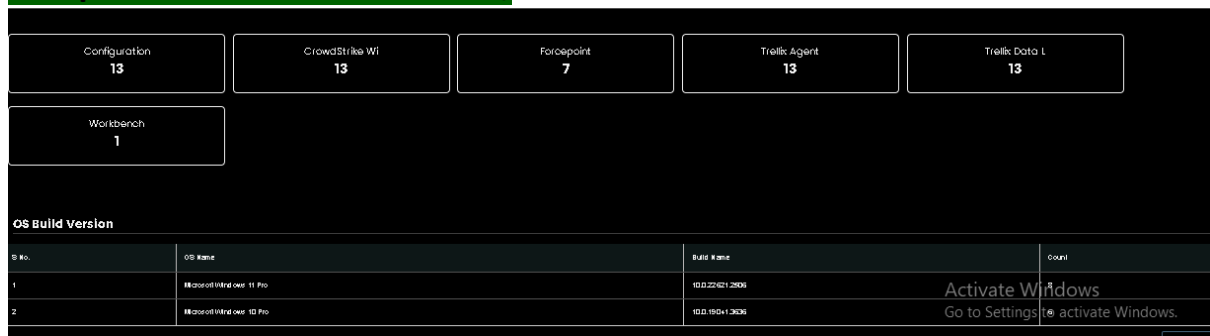 Configuration
13
CrowdStrike Wi
13
Forcepoint
7
Trellix Agent
13
Trellix Data L
13
Workbench
1
OS Build Version
S No. OS Name Build Name Count
1 Microsoft Windows 11 Pro 10.0.22621.2506
2 Microsoft Windows 10 Pro
Activate Windows
Go to Settings to activate Windows.